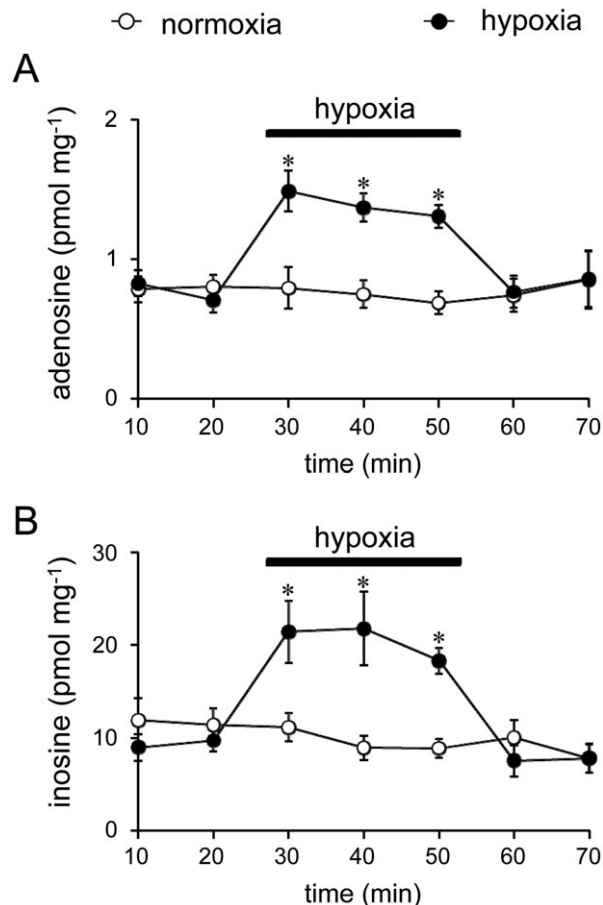 normoxia hypoxia
A
hypoxia
adenosine (pmol mg⁻¹)
2
*
*
*
1
0
10 20 30 40 50 60 70
time (min)
B
hypoxia
inosine (pmol mg⁻¹)
30
*
*
*
20
10
0
10 20 30 40 50 60 70
time (min)